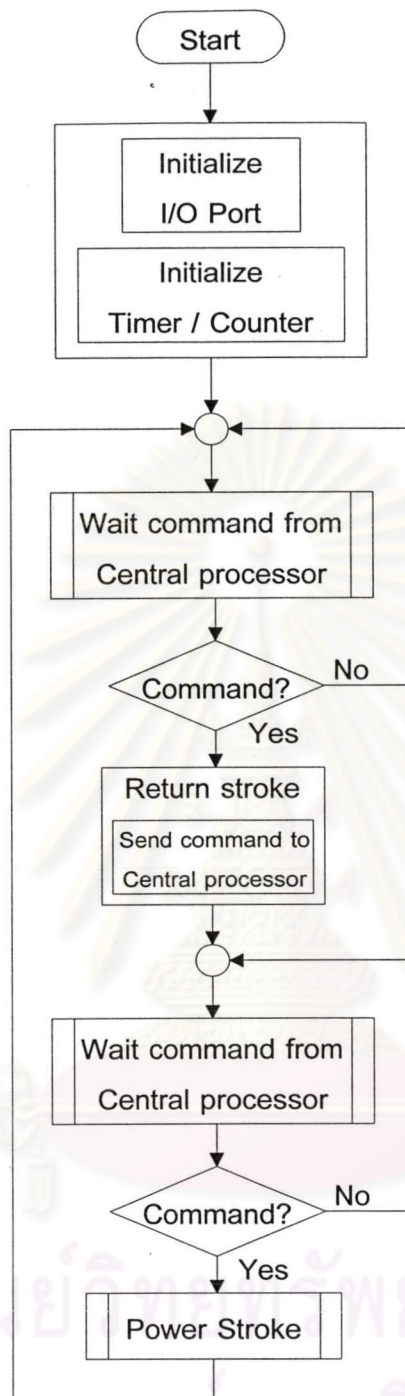 Start
Initialize
I/O Port
Initialize
Timer / Counter
Wait command from
Central processor
Command?
No
Yes
Return stroke
Send command to
Central processor
Wait command from
Central processor
Command?
No
Yes
Power Stroke